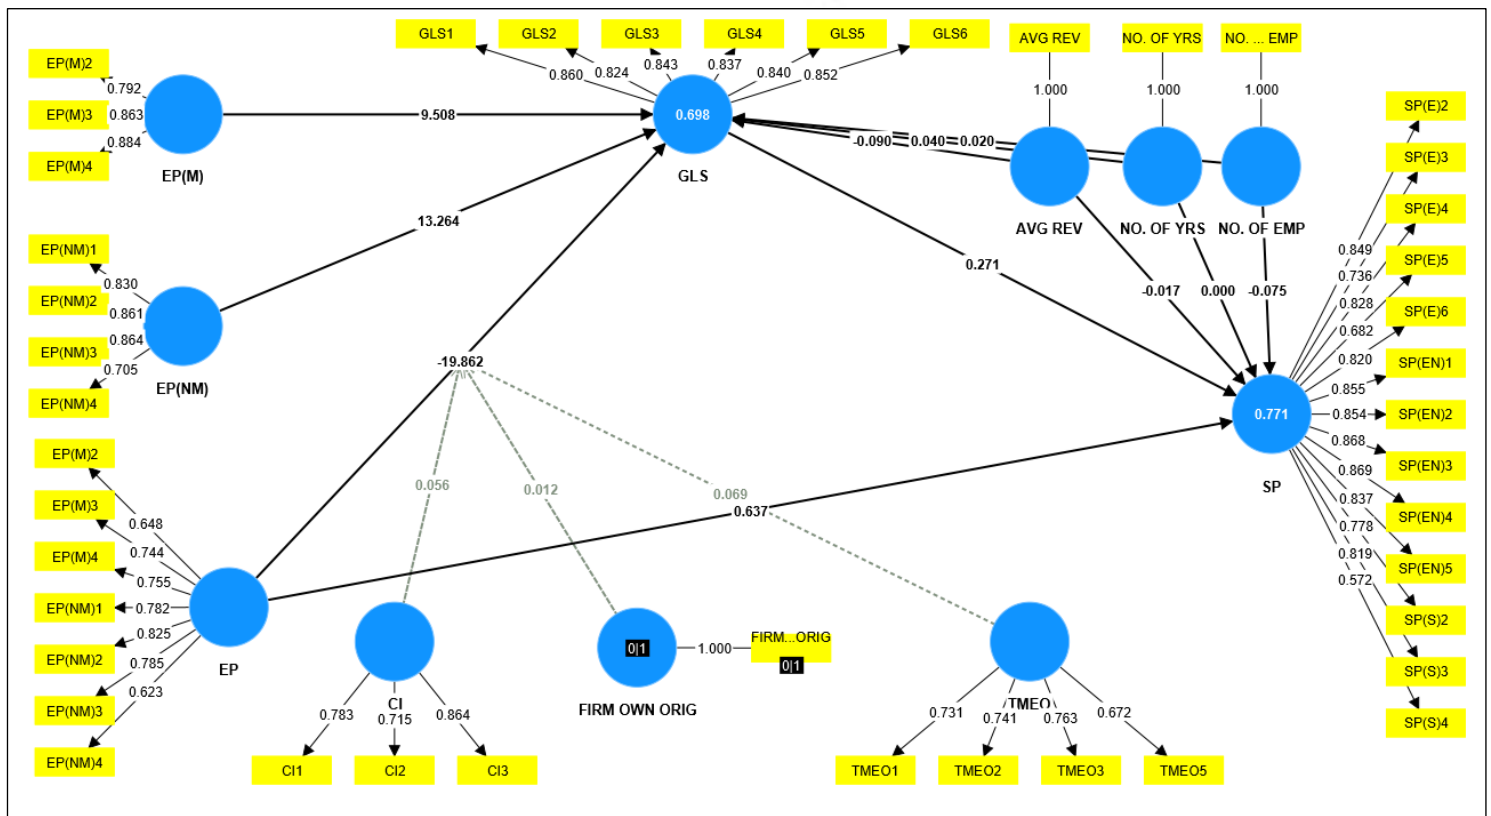 GLS1
GLS2
GLS3
GLS4
GLS5
GLS6
AVG REV
NO. OF YRS
NO. ... EMP
0.860
0.824
0.843
0.837
0.840
0.852
1.000
1.000
1.000
EP(M)2
EP(M)3
EP(M)4
0.792
0.863
0.884
EP(M)
9.508
0.698
GLS
-0.090
0.040
0.020
AVG REV
NO. OF YRS
NO. OF EMP
EP(NM)1
EP(NM)2
EP(NM)3
EP(NM)4
0.830
0.861
0.864
0.705
EP(NM)
13.264
0.271
-0.017
0.000
-0.075
-19.862
SP(E)2
SP(E)3
SP(E)4
SP(E)5
SP(E)6
SP(EN)1
SP(EN)2
SP(EN)3
SP(EN)4
SP(EN)5
SP(S)2
SP(S)3
SP(S)4
0.849
0.736
0.828
0.682
0.820
0.855
0.854
0.868
0.869
0.837
0.778
0.819
0.572
0.771
SP
EP(M)2
EP(M)3
EP(M)4
EP(NM)1
EP(NM)2
EP(NM)3
EP(NM)4
0.648
0.744
0.755
0.782
0.825
0.785
0.623
EP
0.056
0.012
0.069
0.637
CI
0.783
0.715
0.864
CI1
CI2
CI3
0|1
FIRM OWN ORIG
1.000
FIRM...ORIG
0|1
TMEO
0.731
0.741
0.763
0.672
TMEO1
TMEO2
TMEO3
TMEO5